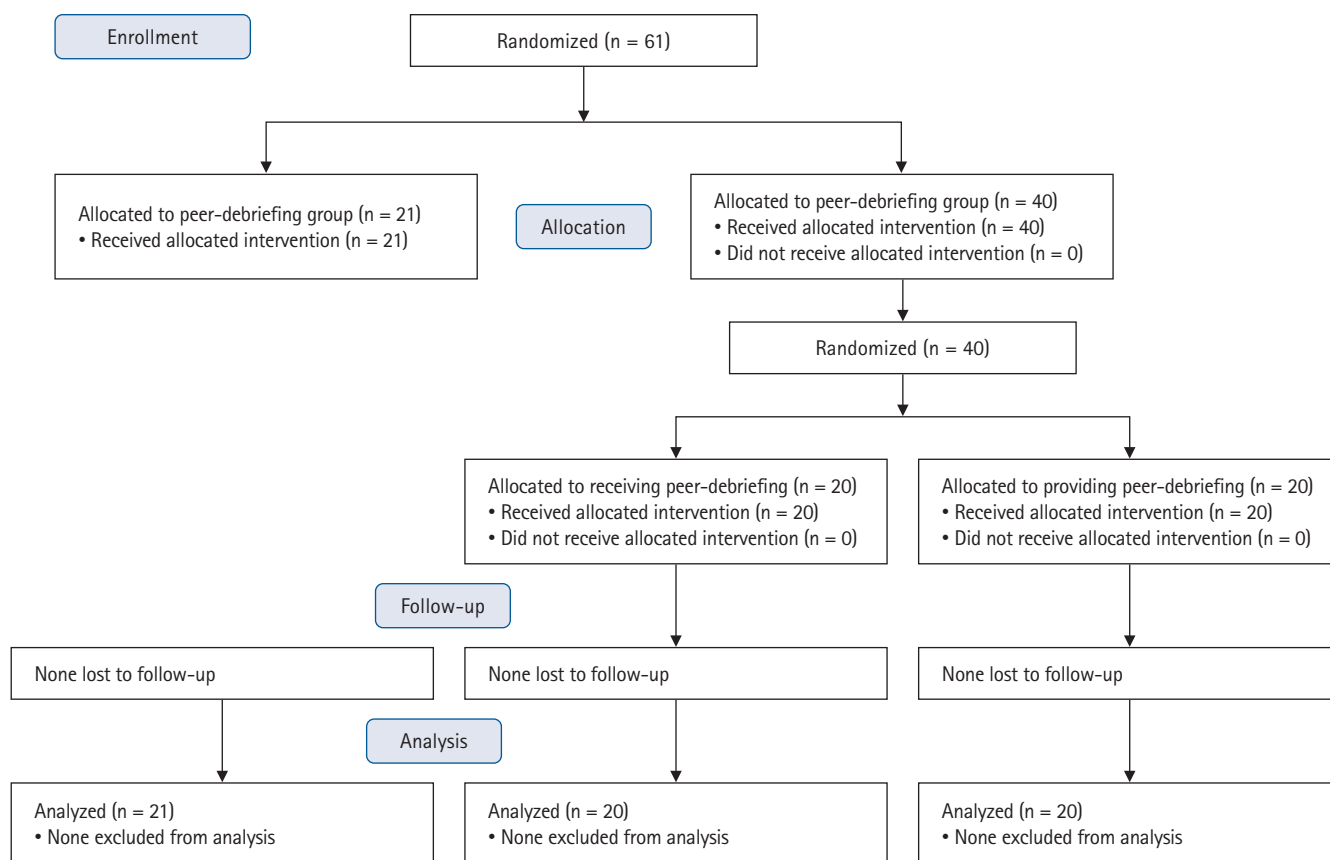 Enrollment
Randomized (n = 61)
Allocated to peer-debriefing group (n = 21)
• Received allocated intervention (n = 21)
Allocation
Allocated to peer-debriefing group (n = 40)
• Received allocated intervention (n = 40)
• Did not receive allocated intervention (n = 0)
Randomized (n = 40)
Allocated to receiving peer-debriefing (n = 20)
• Received allocated intervention (n = 20)
• Did not receive allocated intervention (n = 0)
Allocated to providing peer-debriefing (n = 20)
• Received allocated intervention (n = 20)
• Did not receive allocated intervention (n = 0)
Follow-up
None lost to follow-up
None lost to follow-up
None lost to follow-up
Analysis
Analyzed (n = 21)
• None excluded from analysis
Analyzed (n = 20)
• None excluded from analysis
Analyzed (n = 20)
• None excluded from analysis